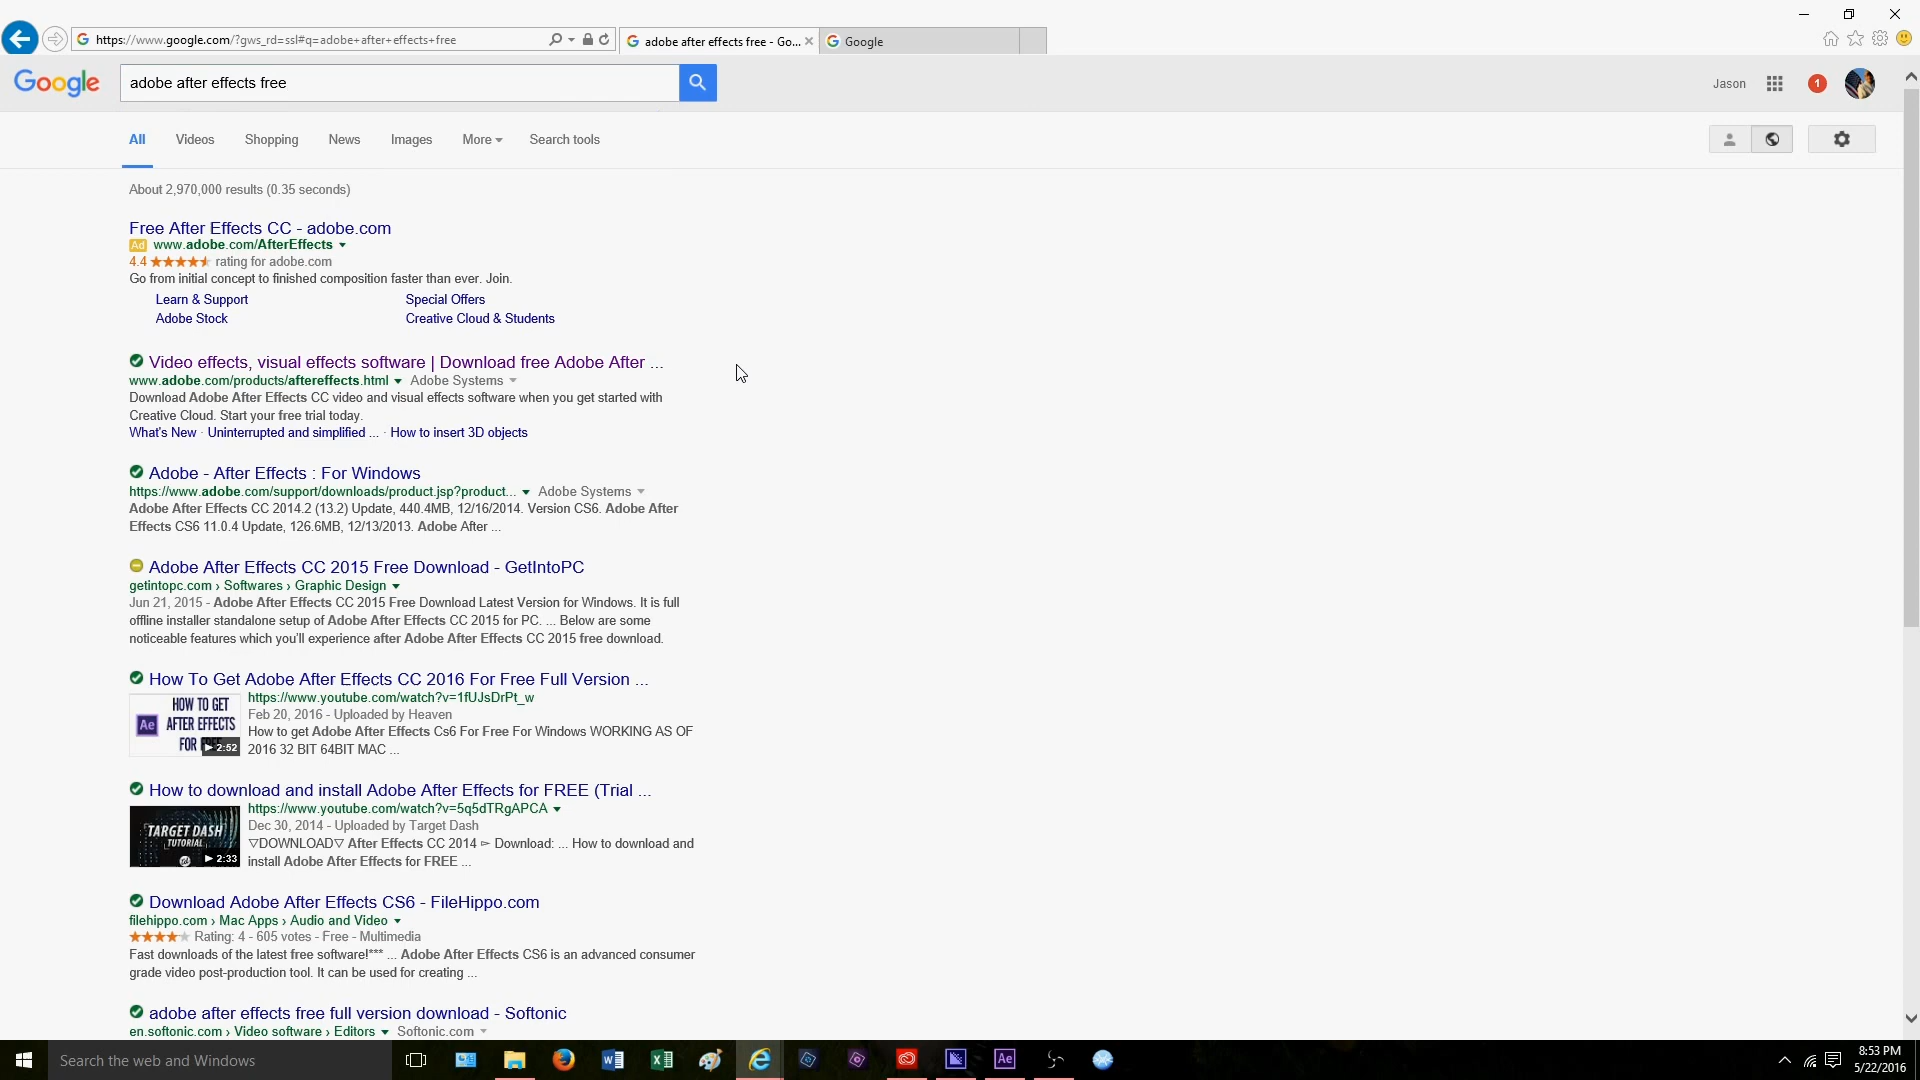 https://www.google.com/?gws_rd=ssl#q=adobe+after+effects+free
adobe after effects free - Go...
Google
Google
adobe after effects free
Jason
1
All
Videos
Shopping
News
Images
More
Search tools
About 2,970,000 results (0.35 seconds)
Free After Effects CC - adobe.com
Ad www.adobe.com/AfterEffects
4.4 rating for adobe.com
Go from initial concept to finished composition faster than ever. Join.
Learn & Support
Special Offers
Adobe Stock
Creative Cloud & Students
Video effects, visual effects software | Download free Adobe After ...
www.adobe.com/products/aftereffects.html Adobe Systems
Download Adobe After Effects CC video and visual effects software when you get started with
Creative Cloud. Start your free trial today.
What's New · Uninterrupted and simplified ... · How to insert 3D objects
Adobe - After Effects : For Windows
https://www.adobe.com/support/downloads/product.jsp?product... Adobe Systems
Adobe After Effects CC 2014.2 (13.2) Update, 440.4MB, 12/16/2014. Version CS6. Adobe After
Effects CS6 11.0.4 Update, 126.6MB, 12/13/2013. Adobe After ...
Adobe After Effects CC 2015 Free Download - GetIntoPC
getintopc.com › Softwares › Graphic Design
Jun 21, 2015 - Adobe After Effects CC 2015 Free Download Latest Version for Windows. It is full
offline installer standalone setup of Adobe After Effects CC 2015 for PC. ... Below are some
noticeable features which you'll experience after Adobe After Effects CC 2015 free download.
How To Get Adobe After Effects CC 2016 For Free Full Version ...
https://www.youtube.com/watch?v=1fUJsDrPt_w
Feb 20, 2016 - Uploaded by Heaven
How to get Adobe After Effects Cs6 For Free For Windows WORKING AS OF
2016 32 BIT 64BIT MAC ...
HOW TO GET
Ae AFTER EFFECTS
FOR FREE
2:52
How to download and install Adobe After Effects for FREE (Trial ...
https://www.youtube.com/watch?v=5q5dTRgAPCA
Dec 30, 2014 - Uploaded by Target Dash
▽DOWNLOAD▽ After Effects CC 2014 ▻ Download: ... How to download and
install Adobe After Effects for FREE ...
TARGET DASH
TUTORIAL
2:33
Download Adobe After Effects CS6 - FileHippo.com
filehippo.com › Mac Apps › Audio and Video
Rating: 4 - 605 votes - Free - Multimedia
Fast downloads of the latest free software!*** ... Adobe After Effects CS6 is an advanced consumer
grade video post-production tool. It can be used for creating ...
adobe after effects free full version download - Softonic
en.softonic.com › Video software › Editors Softonic.com
Search the web and Windows
Ae
8:53 PM
5/22/2016